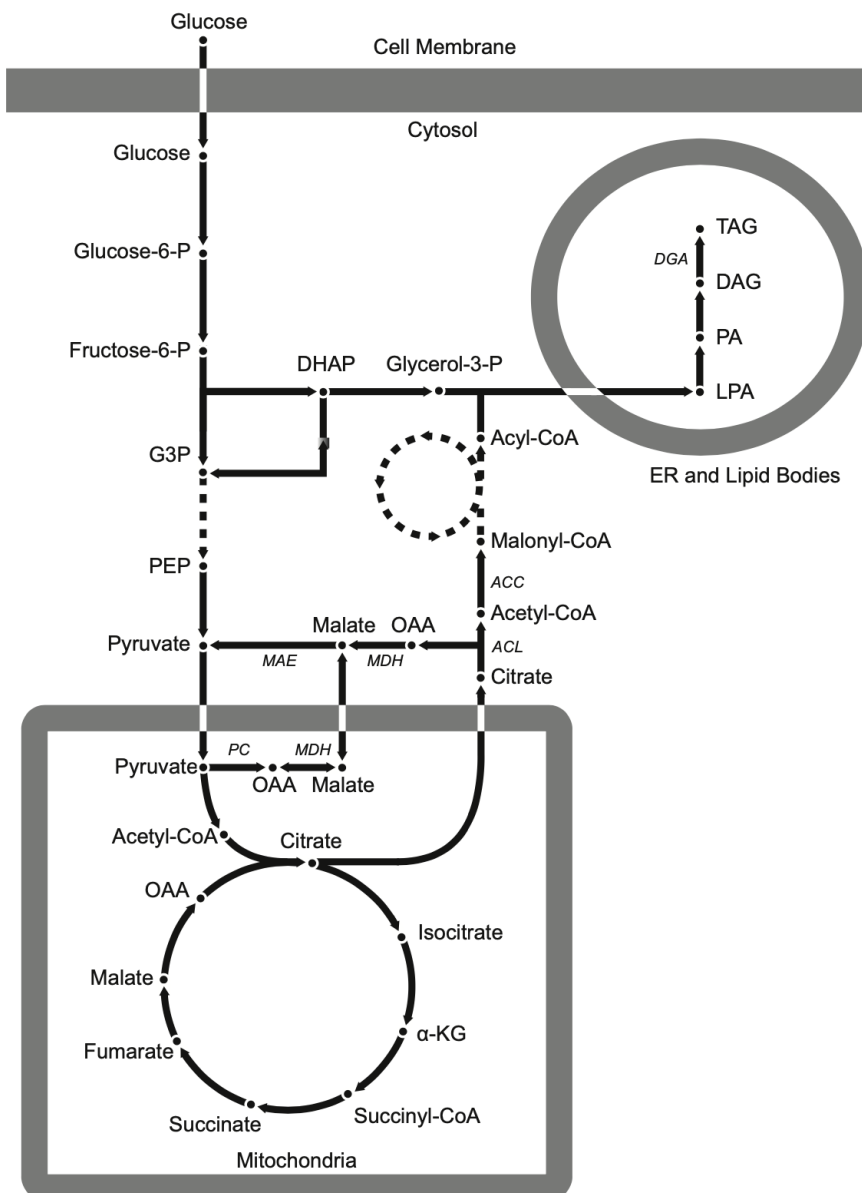 Glucose
Cell Membrane
Cytosol
Glucose
TAG
Glucose-6-P
DGA
DAG
PA
Fructose-6-P
DHAP
Glycerol-3-P
LPA
Acyl-CoA
G3P
ER and Lipid Bodies
Malonyl-CoA
PEP
ACC
Acetyl-CoA
Malate
OAA
Pyruvate
MAE
MDH
ACL
Citrate
PC
MDH
Pyruvate
OAA
Malate
Acetyl-CoA
Citrate
OAA
Isocitrate
Malate
α-KG
Fumarate
Succinyl-CoA
Succinate
Mitochondria